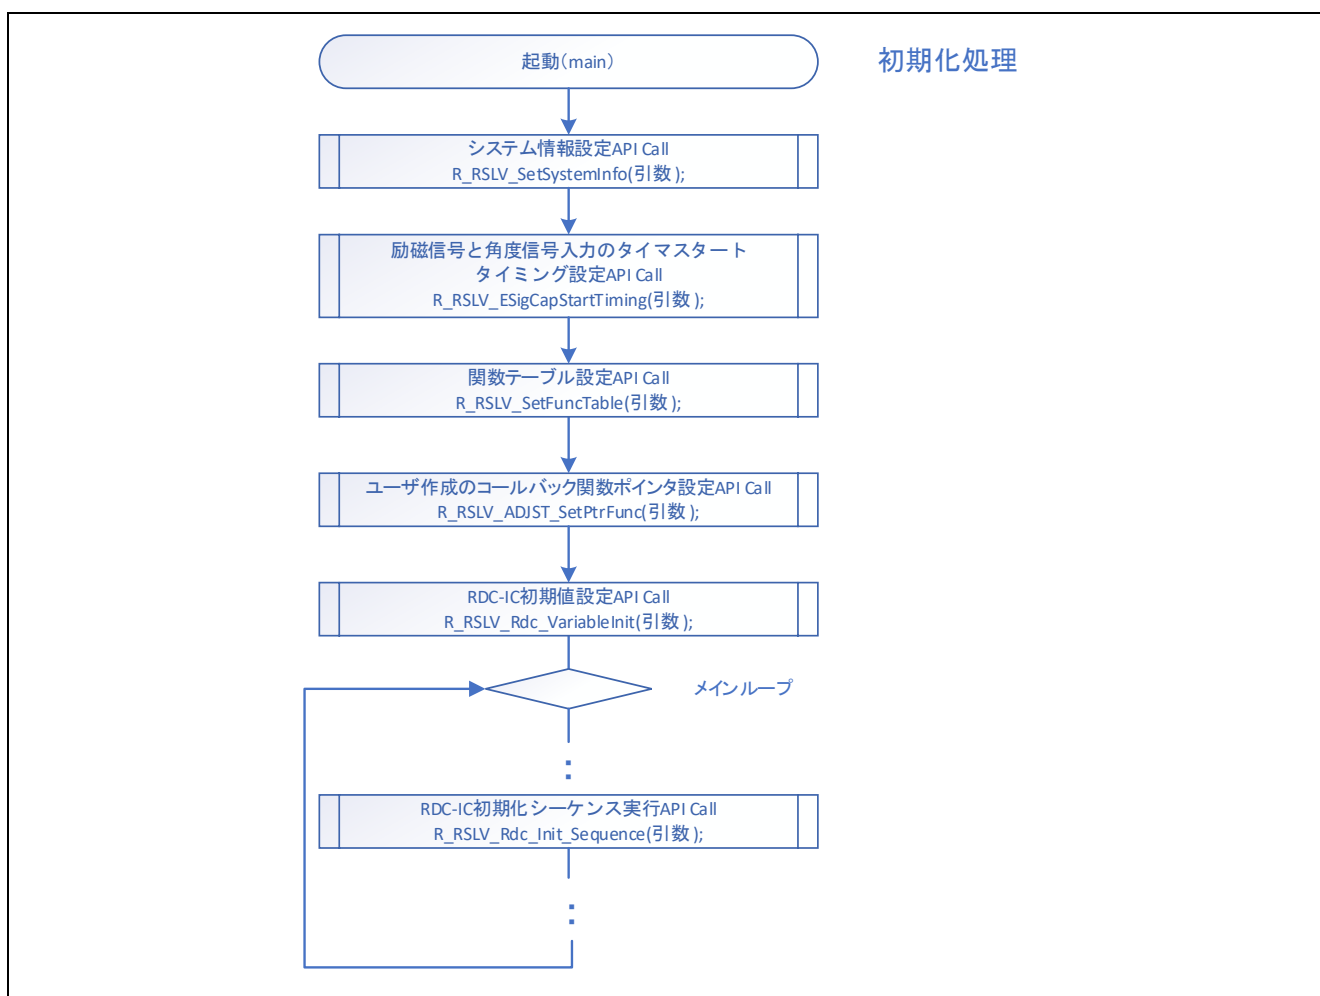 起動(main)
初期化処理
システム情報設定API Call
R_RSLV_SetSystemInfo(引数);
励磁信号と角度信号入力のタイマスタート
タイミング設定API Call
R_RSLV_ESigCapStartTiming(引数);
関数テーブル設定API Call
R_RSLV_SetFuncTable(引数);
ユーザ作成のコールバック関数ポインタ設定API Call
R_RSLV_ADJST_SetPtrFunc(引数);
RDC-IC初期値設定API Call
R_RSLV_Rdc_VariableInit(引数);
メインループ
:
RDC-IC初期化シーケンス実行API Call
R_RSLV_Rdc_Init_Sequence(引数);
: